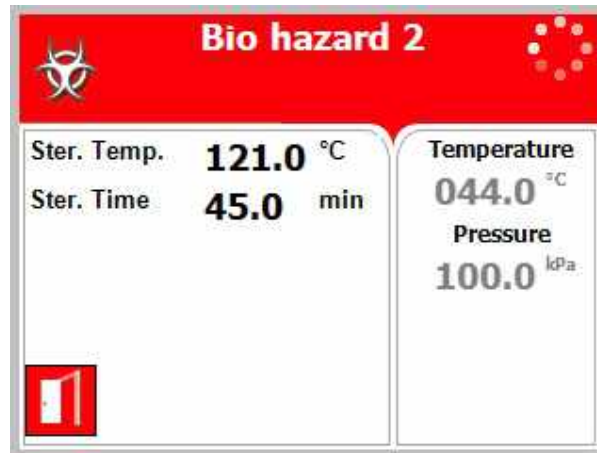 Bio hazard 2
Ster. Temp. 121.0 °C
Ster. Time 45.0 min
Temperature
044.0 °C
Pressure
100.0 kPa